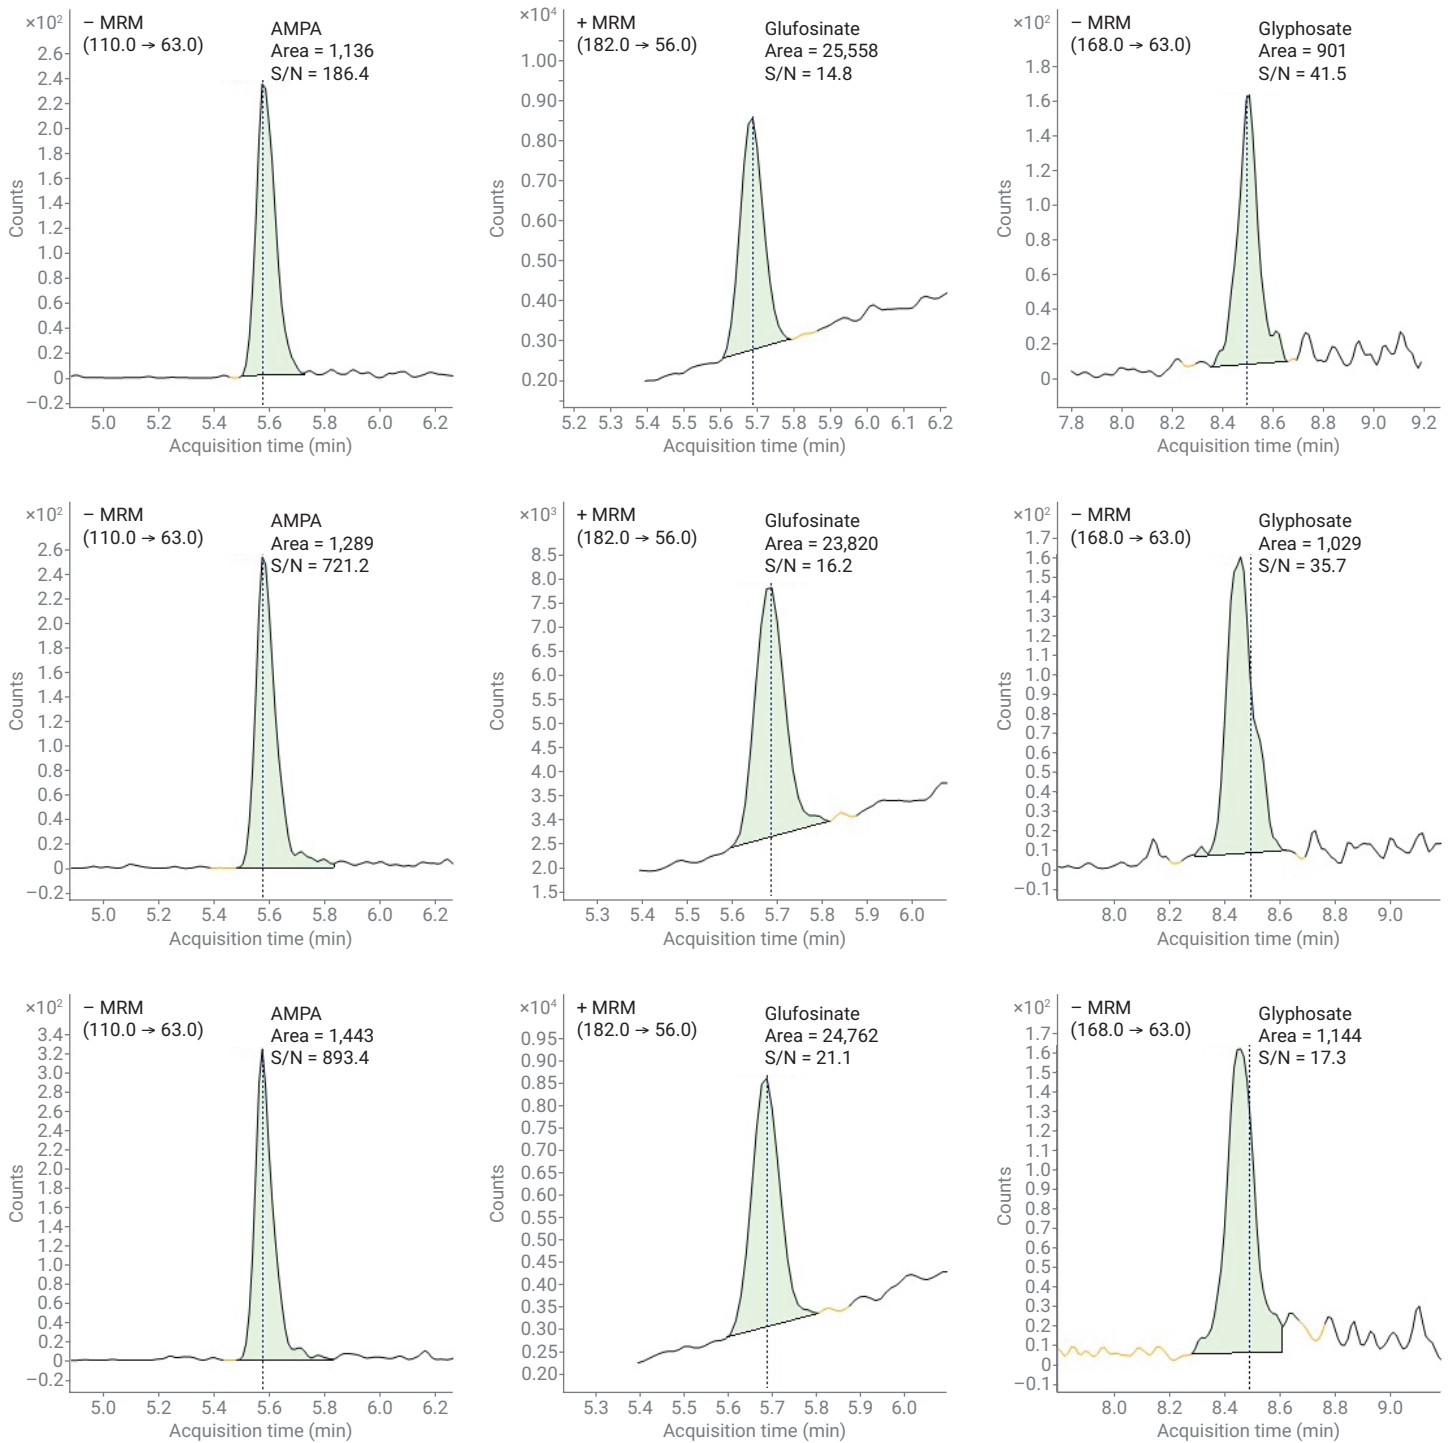 ×10²
– MRM
(110.0 → 63.0)
AMPA
Area = 1,136
S/N = 186.4
2.6
2.4
2.2
2.0
1.8
1.6
1.4
1.2
1.0
0.8
0.6
0.4
0.2
0
–0.2
Counts
5.0 5.2 5.4 5.6 5.8 6.0 6.2
Acquisition time (min)
×10⁴
+ MRM
(182.0 → 56.0)
Glufosinate
Area = 25,558
S/N = 14.8
1.00
0.90
0.80
0.70
0.60
0.50
0.40
0.30
0.20
Counts
5.2 5.3 5.4 5.5 5.6 5.7 5.8 5.9 6.0 6.1 6.2
Acquisition time (min)
×10²
– MRM
(168.0 → 63.0)
Glyphosate
Area = 901
S/N = 41.5
1.8
1.6
1.4
1.2
1.0
0.8
0.6
0.4
0.2
0
Counts
7.8 8.0 8.2 8.4 8.6 8.8 9.0 9.2
Acquisition time (min)
×10²
– MRM
(110.0 → 63.0)
AMPA
Area = 1,289
S/N = 721.2
2.6
2.4
2.2
2.0
1.8
1.6
1.4
1.2
1.0
0.8
0.6
0.4
0.2
0
–0.2
Counts
5.0 5.2 5.4 5.6 5.8 6.0 6.2
Acquisition time (min)
×10³
+ MRM
(182.0 → 56.0)
Glufosinate
Area = 23,820
S/N = 16.2
8.5
8.0
7.5
7.0
6.5
6.0
5.5
5.0
4.5
4.0
3.5
3.4
2.5
2.0
1.5
Counts
5.3 5.4 5.5 5.6 5.7 5.8 5.9 6.0
Acquisition time (min)
×10²
– MRM
(168.0 → 63.0)
Glyphosate
Area = 1,029
S/N = 35.7
1.7
1.6
1.5
1.4
1.3
1.2
1.1
1.0
0.9
0.8
0.7
0.6
0.5
0.4
0.3
0.2
0.1
0
–0.1
Counts
8.0 8.2 8.4 8.6 8.8 9.0
Acquisition time (min)
×10²
– MRM
(110.0 → 63.0)
AMPA
Area = 1,443
S/N = 893.4
3.4
3.2
3.0
2.8
2.6
2.4
2.2
2.0
1.8
1.6
1.4
1.2
1.0
0.8
0.6
0.4
0.2
0
–0.2
Counts
5.0 5.2 5.4 5.6 5.8 6.0 6.2
Acquisition time (min)
×10⁴
+ MRM
(182.0 → 56.0)
Glufosinate
Area = 24,762
S/N = 21.1
0.95
0.90
0.85
0.80
0.75
0.70
0.65
0.60
0.55
0.50
0.45
0.40
0.35
0.30
0.25
0.20
Counts
5.3 5.4 5.5 5.6 5.7 5.8 5.9 6.0
Acquisition time (min)
×10²
– MRM
(168.0 → 63.0)
Glyphosate
Area = 1,144
S/N = 17.3
1.7
1.6
1.5
1.4
1.3
1.2
1.1
1.0
0.9
0.8
0.7
0.6
0.5
0.4
0.3
0.2
0.1
0
–0.1
Counts
8.0 8.2 8.4 8.6 8.8 9.0
Acquisition time (min)